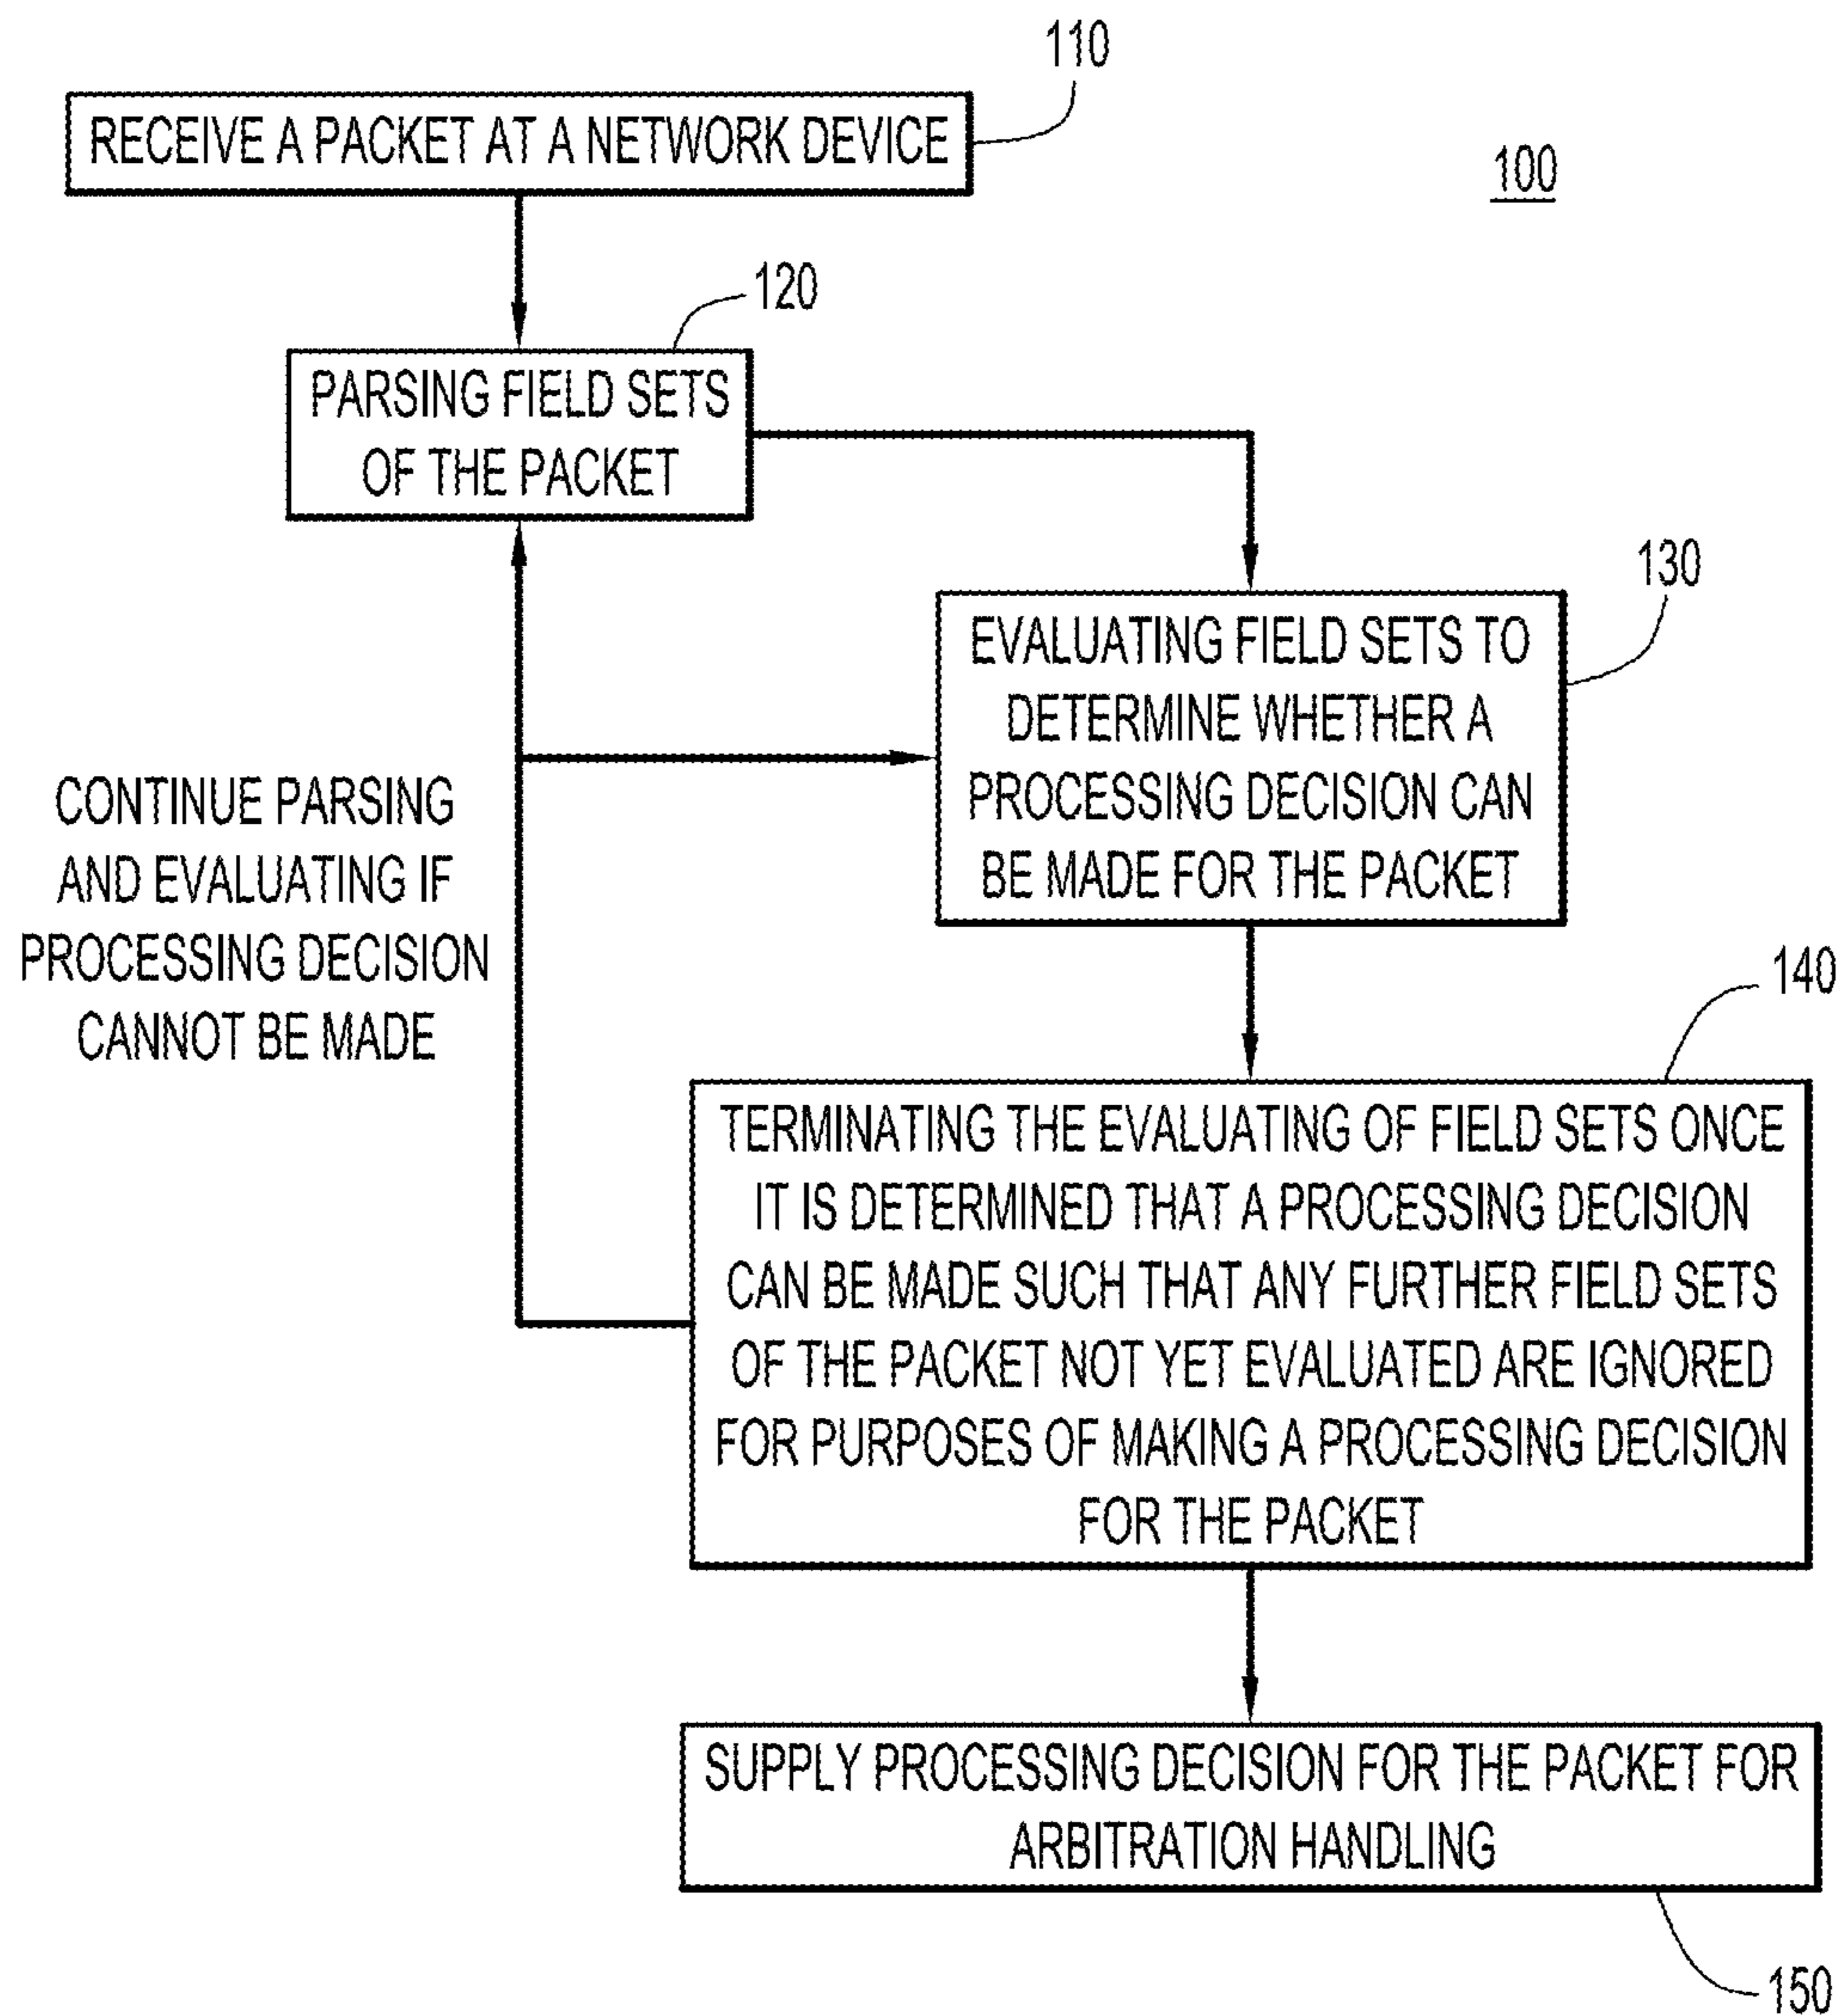 110
RECEIVE A PACKET AT A NETWORK DEVICE
100
120
PARSING FIELD SETS
OF THE PACKET
130
EVALUATING FIELD SETS TO
DETERMINE WHETHER A
PROCESSING DECISION CAN
BE MADE FOR THE PACKET
CONTINUE PARSING
AND EVALUATING IF
PROCESSING DECISION
CANNOT BE MADE
140
TERMINATING THE EVALUATING OF FIELD SETS ONCE
IT IS DETERMINED THAT A PROCESSING DECISION
CAN BE MADE SUCH THAT ANY FURTHER FIELD SETS
OF THE PACKET NOT YET EVALUATED ARE IGNORED
FOR PURPOSES OF MAKING A PROCESSING DECISION
FOR THE PACKET
SUPPLY PROCESSING DECISION FOR THE PACKET FOR
ARBITRATION HANDLING
150